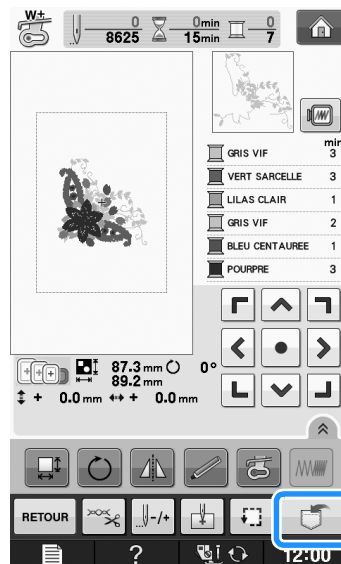 W+
0 0min 0
8625 15min 7
min
GRIS VIF 3
VERT SARCELLE 3
LILAS CLAIR 1
GRIS VIF 2
BLEU CENTAUREE 1
POURPRE 3
87.3 mm 0°
89.2 mm
+ 0.0 mm + 0.0 mm
RETOUR -/+
? 12:00